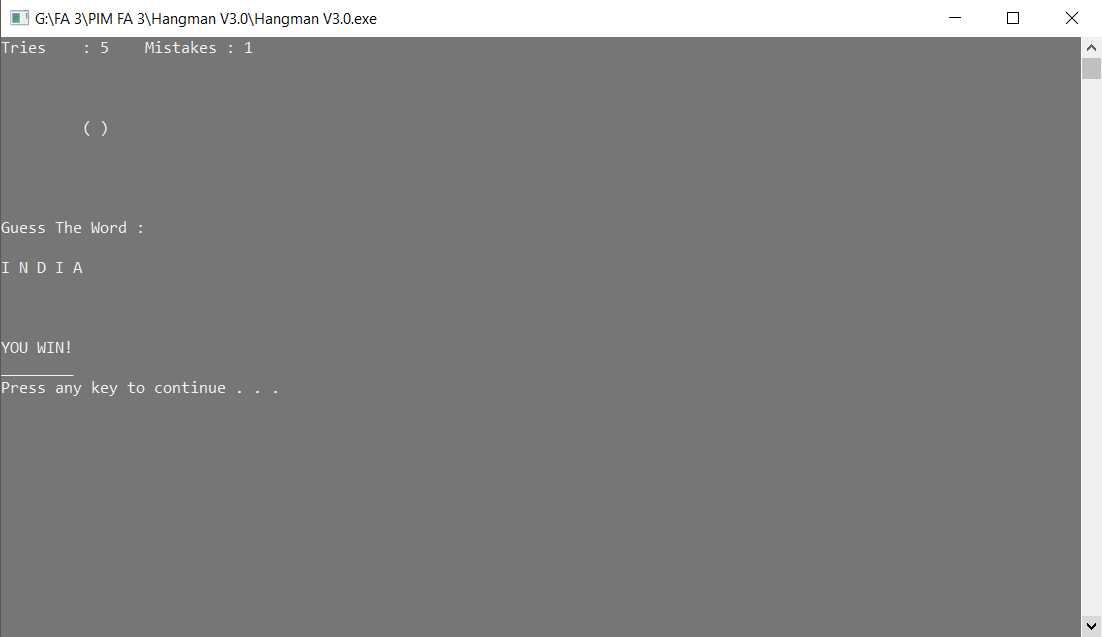 G:\FA 3\PIM FA 3\Hangman V3.0\Hangman V3.0.exe
Tries    : 5    Mistakes : 1
( )
Guess The Word :
I N D I A
YOU WIN!
________
Press any key to continue . . .